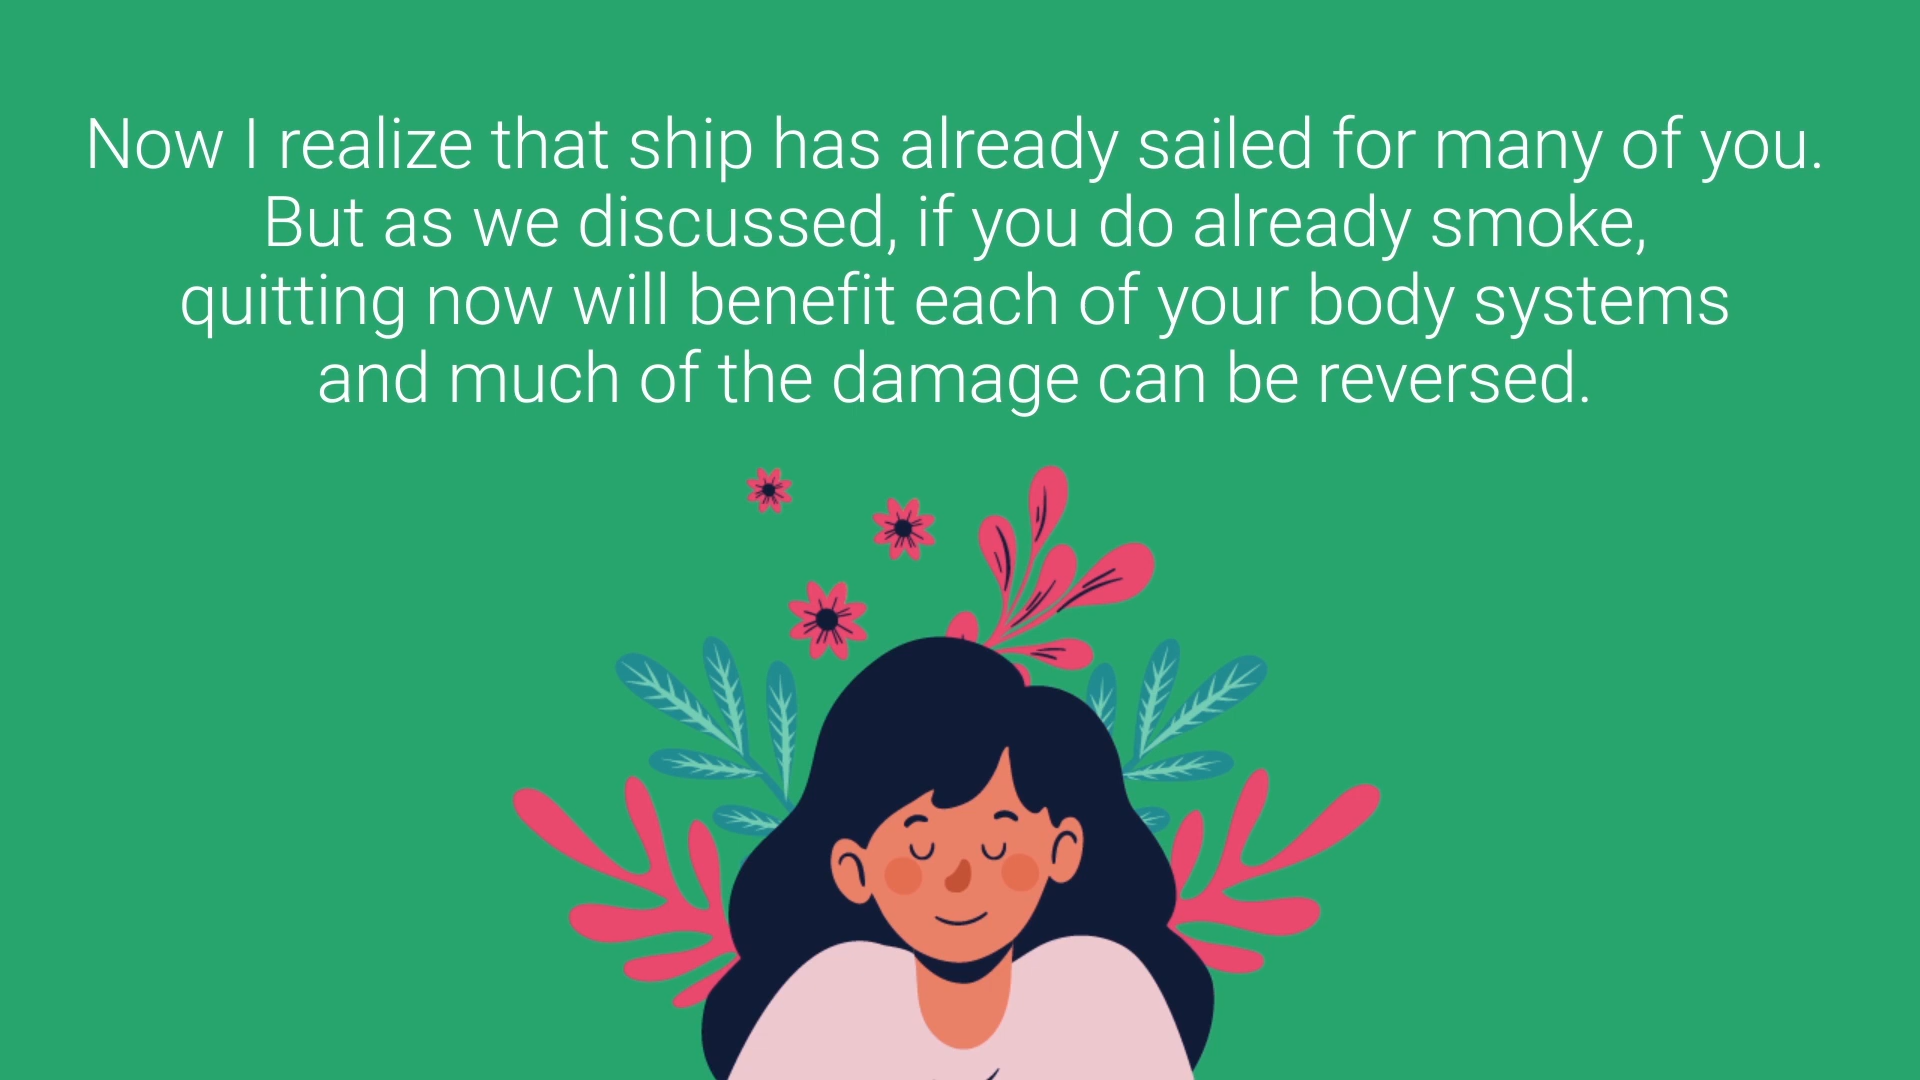 Now I realize that ship has already sailed for many of you.
But as we discussed, if you do already smoke,
quitting now will benefit each of your body systems
and much of the damage can be reversed.